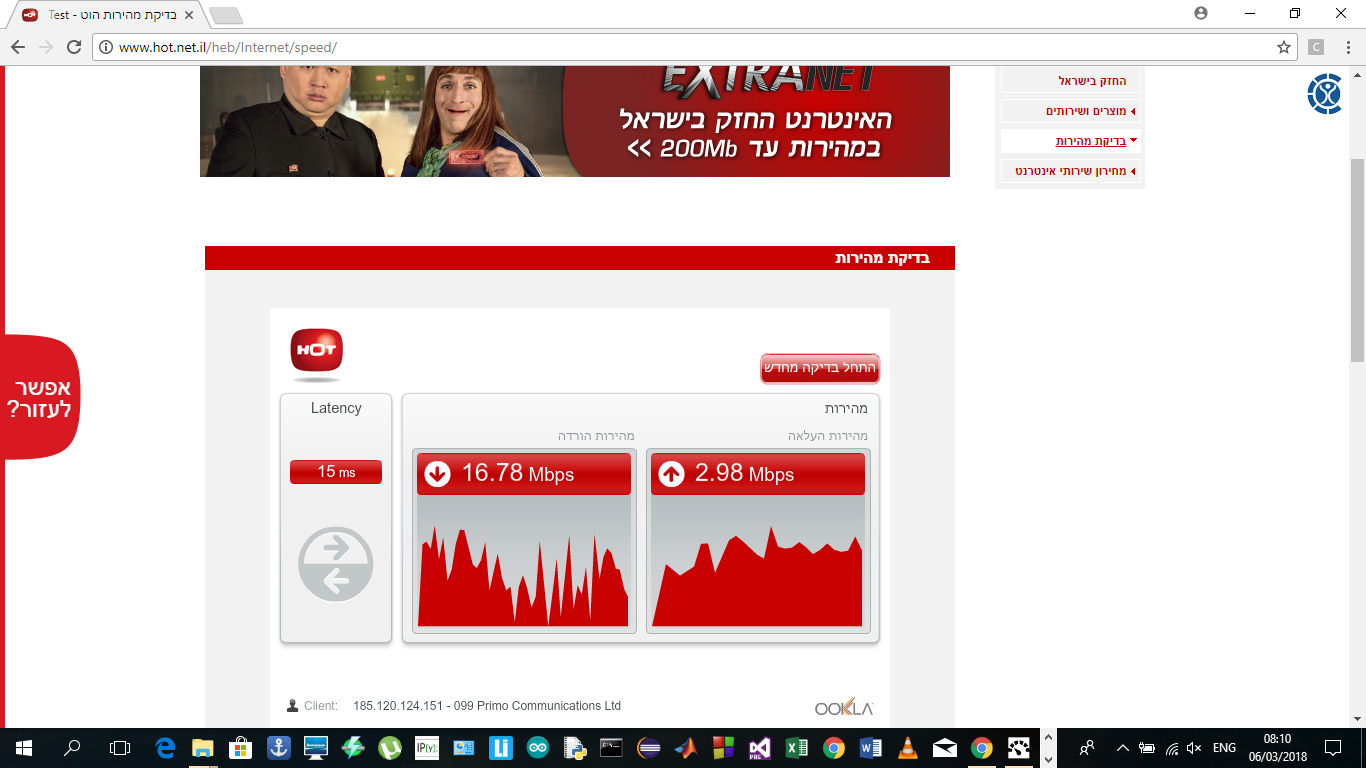 Test - בדיקת מהירות הוט
www.hot.net.il/heb/Internet/speed/
C
EXTRANET
האינטרנט החזק בישראל
במהירות עד 200Mb >>
החזק בישראל
מוצרים ושירותים
בדיקת מהירות
מחירון שירותי אינטרנט
בדיקת מהירות
HOT
התחל בדיקה מחדש
אפשר
לעזור?
Latency
15 ms
מהירות
מהירות הורדה
מהירות העלאה
16.78 Mbps
2.98 Mbps
Client: 185.120.124.151 - 099 Primo Communications Ltd
OOKLA
ENG
08:10
06/03/2018